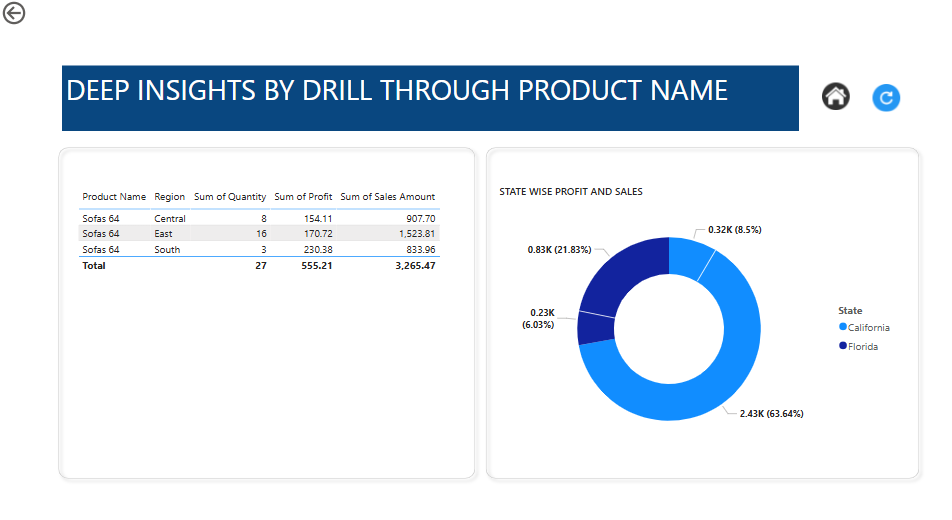 DEEP INSIGHTS BY DRILL THROUGH PRODUCT NAME
Product Name Region Sum of Quantity Sum of Profit Sum of Sales Amount
Sofas 64 Central 8 154.11 907.70
Sofas 64 East 16 170.72 1,523.81
Sofas 64 South 3 230.38 833.96
Total 27 555.21 3,265.47
STATE WISE PROFIT AND SALES
0.32K (8.5%)
0.83K (21.83%)
0.23K
(6.03%)
2.43K (63.64%)
State
California
Florida